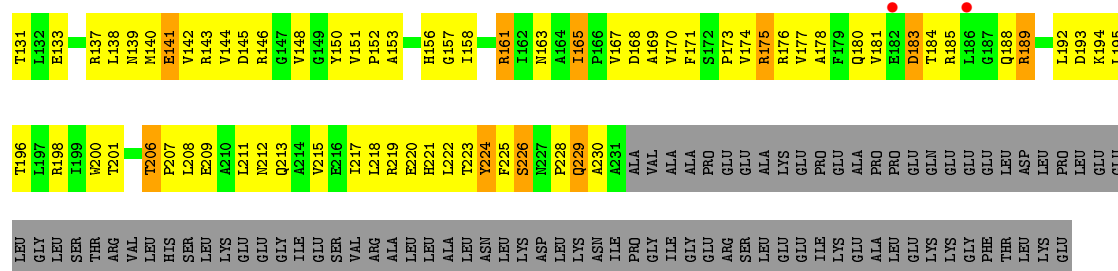 T131 L132 E133 R137 L138 N139 M140 E141 V142 R143 V144 D145 R146 G147 V148 G149 Y150 V151 P152 A153 H156 G157 I158 R161 I162 N163 A164 I165 P166 V167 D168 A169 V170 F171 S172 P173 V174 R175 R176 V177 A178 F179 Q180 V181 E182 D183 T184 R185 L186 G187 Q188 R189 L192 D193 K194 L195
T196 L197 R198 I199 W200 T201 T206 P207 L208 E209 A210 L211 N212 Q213 A214 V215 E216 I217 L218 R219 E220 H221 L222 T223 Y224 F225 S226 N227 P228 Q229 A230 A231 ALA VAL ALA ALA PRO GLU GLU ALA LYS GLU PRO GLU ALA PRO PRO GLU GLN GLU GLU GLU LEU ASP LEU PRO LEU GLU GLU
LEU GLY LEU SER THR ARG VAL LEU HIS SER LEU LYS GLU GLU GLY ILE GLU SER VAL ARG ALA LEU LEU ALA LEU ASN LEU LYS ASP LEU LYS ASN ILE PRO GLY ILE GLY GLU ARG SER LEU GLU GLU ILE LYS GLU ALA LEU GLU LYS LYS GLY PHE THR LEU LYS GLU